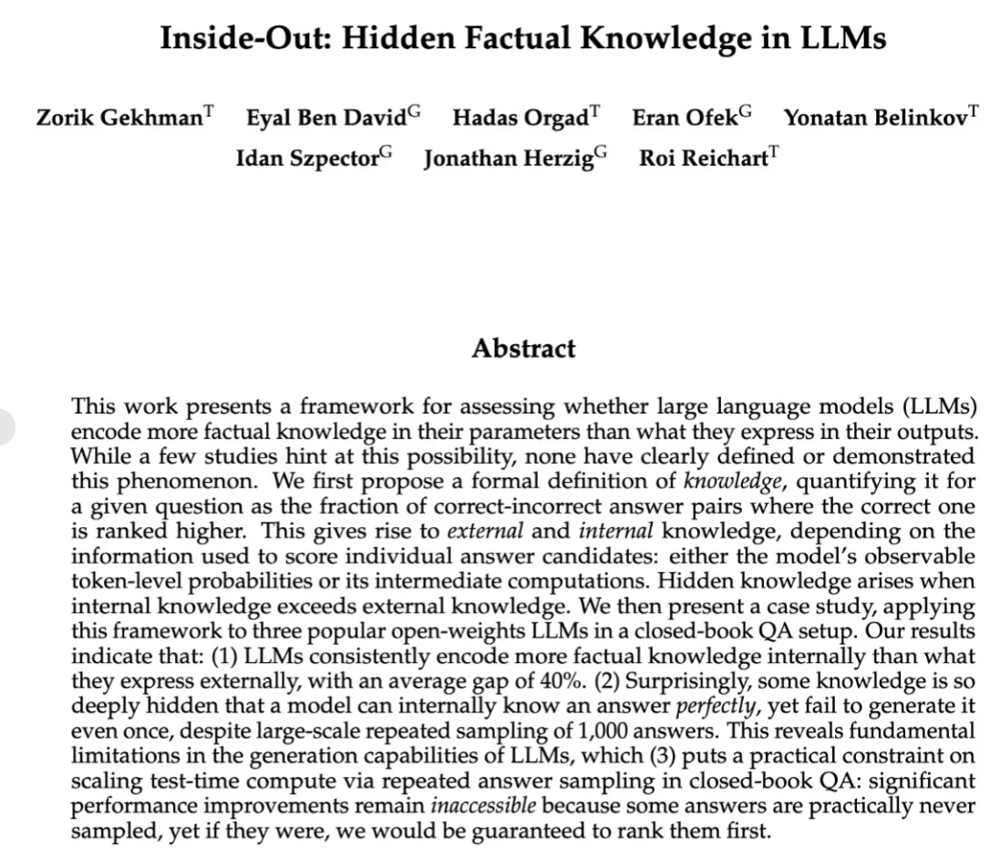 Inside-Out: Hidden Factual Knowledge in LLMs
Zorik Gekhmanᵀ Eyal Ben Davidᴳ Hadas Orgadᵀ Eran Ofekᴳ Yonatan Belinkovᵀ
Idan Szpectorᴳ Jonathan Herzigᴳ Roi Reichartᵀ
Abstract
This work presents a framework for assessing whether large language models (LLMs)
encode more factual knowledge in their parameters than what they express in their outputs.
While a few studies hint at this possibility, none have clearly defined or demonstrated
this phenomenon. We first propose a formal definition of knowledge, quantifying it for
a given question as the fraction of correct-incorrect answer pairs where the correct one
is ranked higher. This gives rise to external and internal knowledge, depending on the
information used to score individual answer candidates: either the model's observable
token-level probabilities or its intermediate computations. Hidden knowledge arises when
internal knowledge exceeds external knowledge. We then present a case study, applying
this framework to three popular open-weights LLMs in a closed-book QA setup. Our results
indicate that: (1) LLMs consistently encode more factual knowledge internally than what
they express externally, with an average gap of 40%. (2) Surprisingly, some knowledge is so
deeply hidden that a model can internally know an answer perfectly, yet fail to generate it
even once, despite large-scale repeated sampling of 1,000 answers. This reveals fundamental
limitations in the generation capabilities of LLMs, which (3) puts a practical constraint on
scaling test-time compute via repeated answer sampling in closed-book QA: significant
performance improvements remain inaccessible because some answers are practically never
sampled, yet if they were, we would be guaranteed to rank them first.